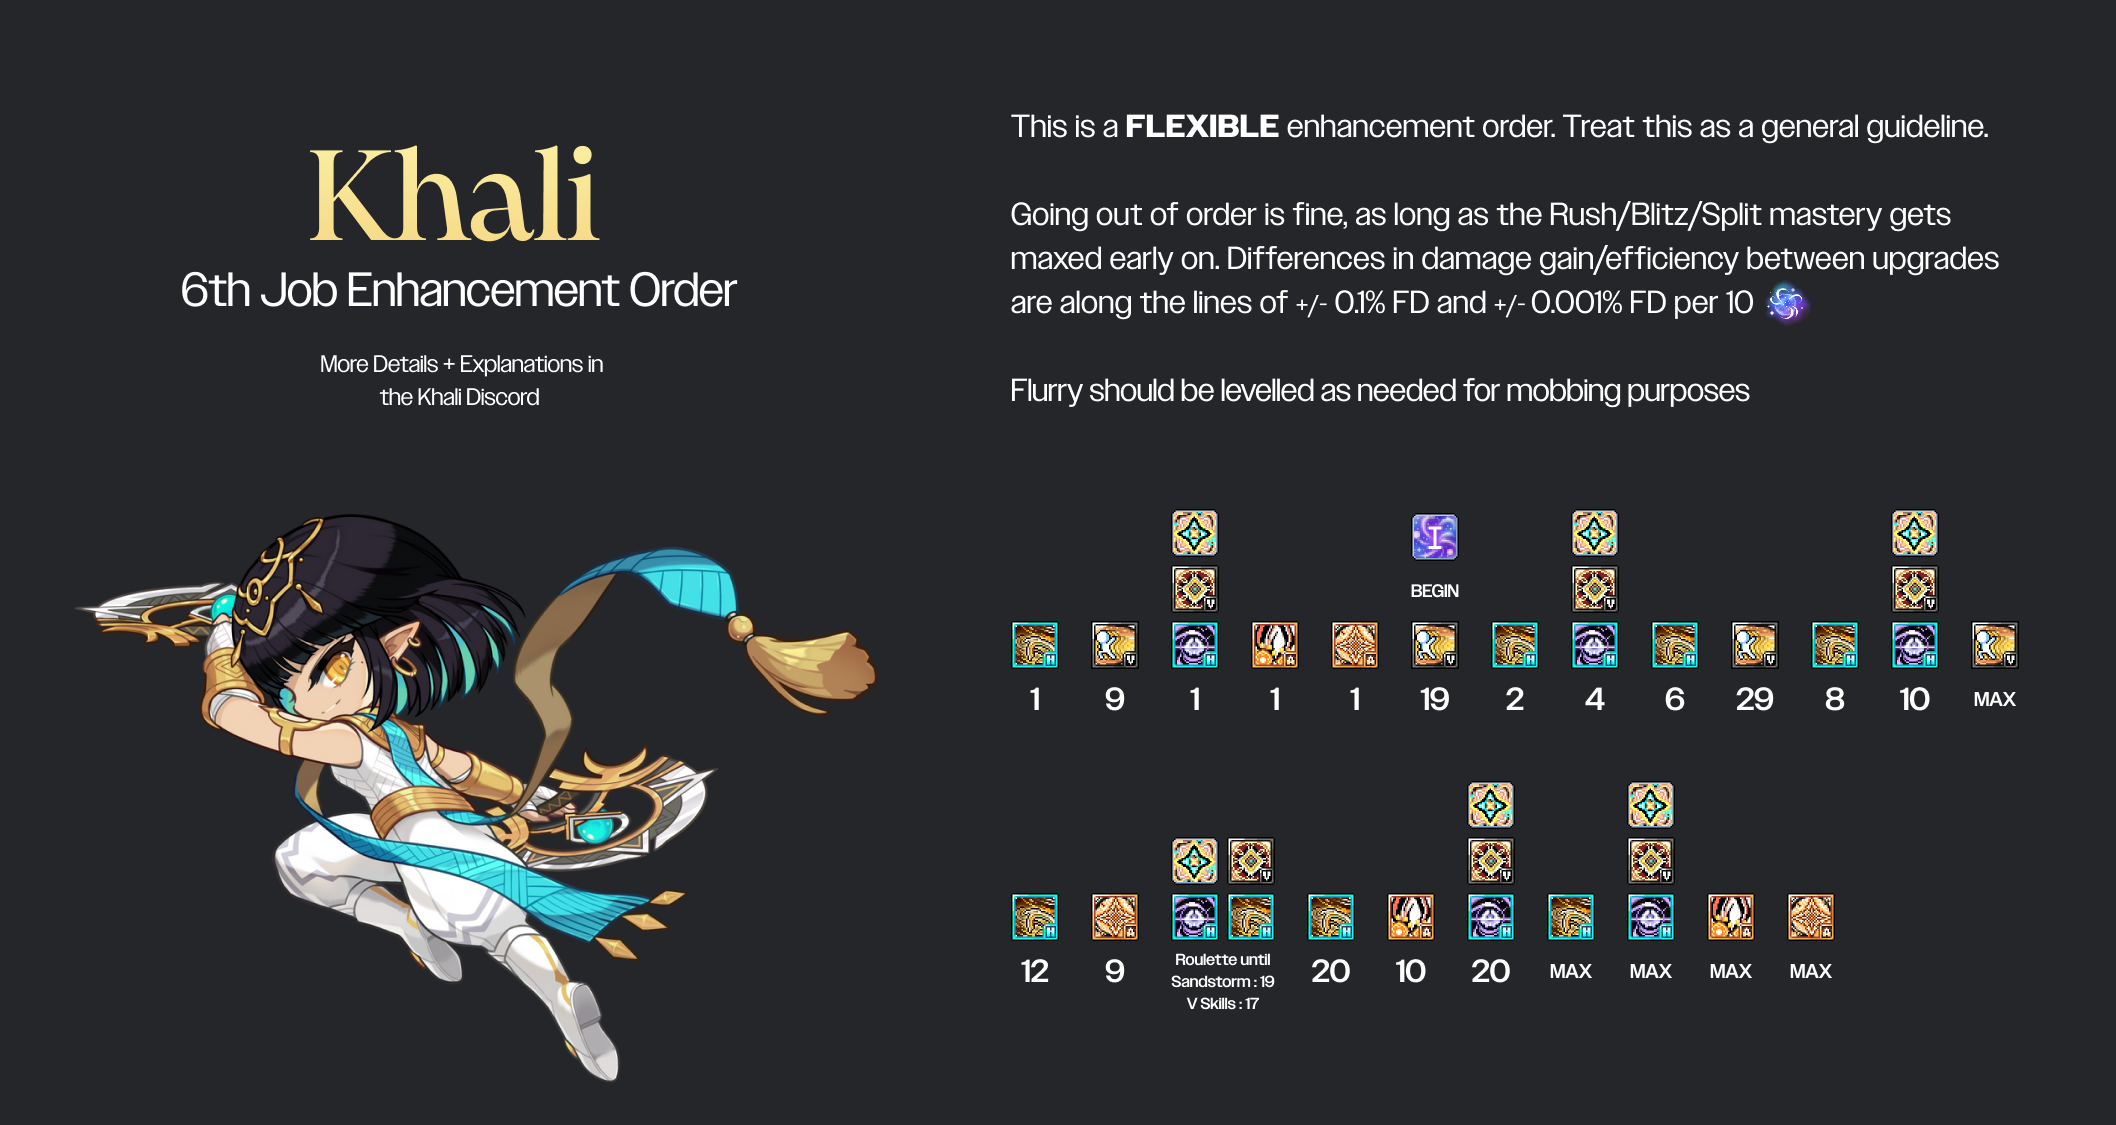 Khali
6th Job Enhancement Order
More Details + Explanations in
the Khali Discord
This is a FLEXIBLE enhancement order. Treat this as a general guideline.
Going out of order is fine, as long as the Rush/Blitz/Split mastery gets
maxed early on. Differences in damage gain/efficiency between upgrades
are along the lines of +/- 0.1% FD and +/- 0.001% FD per 10
Flurry should be levelled as needed for mobbing purposes
I
BEGIN
V V V
H V H A A V H H H V H H V
1 9 1 1 1 19 2 4 6 29 8 10 MAX
V V V
H A H H H A H H H A A
12 9 Roulette until
Sandstorm : 19
V Skills : 17
20 10 20 MAX MAX MAX MAX